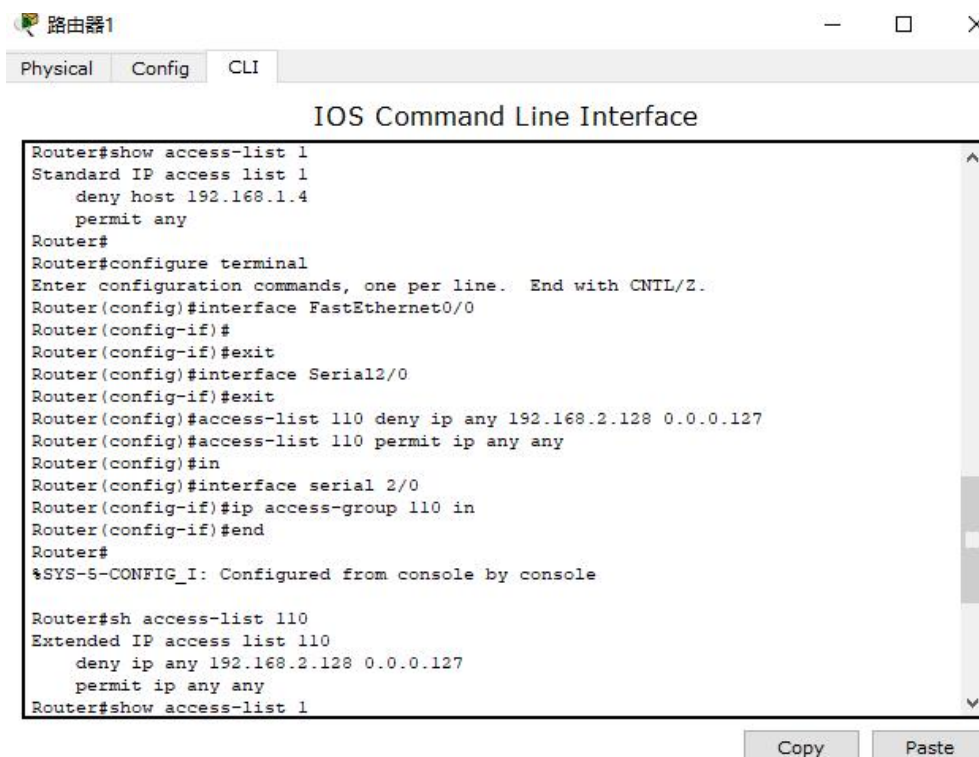 路由器1
Physical Config CLI
IOS Command Line Interface
Router#show access-list 1
Standard IP access list 1
    deny host 192.168.1.4
    permit any
Router#
Router#configure terminal
Enter configuration commands, one per line.  End with CNTL/Z.
Router(config)#interface FastEthernet0/0
Router(config-if)#
Router(config-if)#exit
Router(config)#interface Serial2/0
Router(config-if)#exit
Router(config)#access-list 110 deny ip any 192.168.2.128 0.0.0.127
Router(config)#access-list 110 permit ip any any
Router(config)#in
Router(config)#interface serial 2/0
Router(config-if)#ip access-group 110 in
Router(config-if)#end
Router#
%SYS-5-CONFIG_I: Configured from console by console
Router#sh access-list 110
Extended IP access list 110
    deny ip any 192.168.2.128 0.0.0.127
    permit ip any any
Router#show access-list 1
Copy Paste